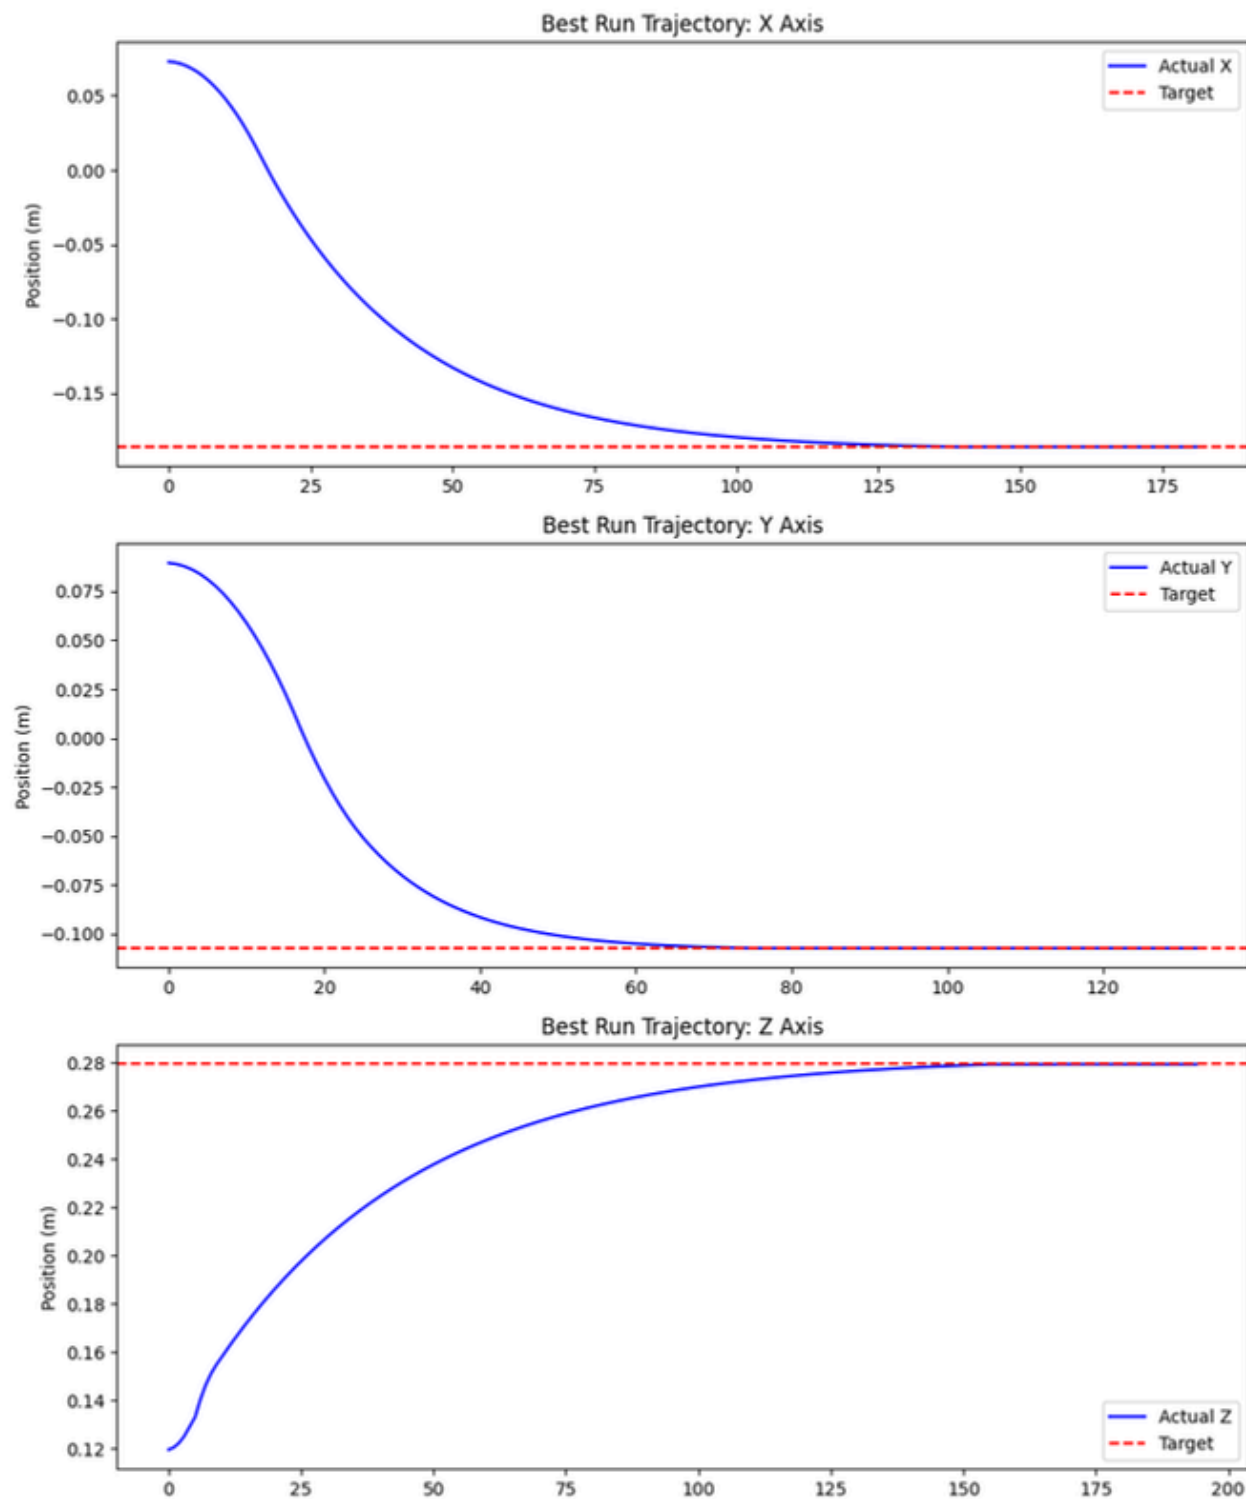 Best Run Trajectory: X Axis
Actual X
Target
Position (m)
0.05
0.00
−0.05
−0.10
−0.15
0 25 50 75 100 125 150 175
Best Run Trajectory: Y Axis
Actual Y
Target
Position (m)
0.075
0.050
0.025
0.000
−0.025
−0.050
−0.075
−0.100
0 20 40 60 80 100 120
Best Run Trajectory: Z Axis
Position (m)
0.28
0.26
0.24
0.22
0.20
0.18
0.16
0.14
0.12
Actual Z
Target
0 25 50 75 100 125 150 175 200